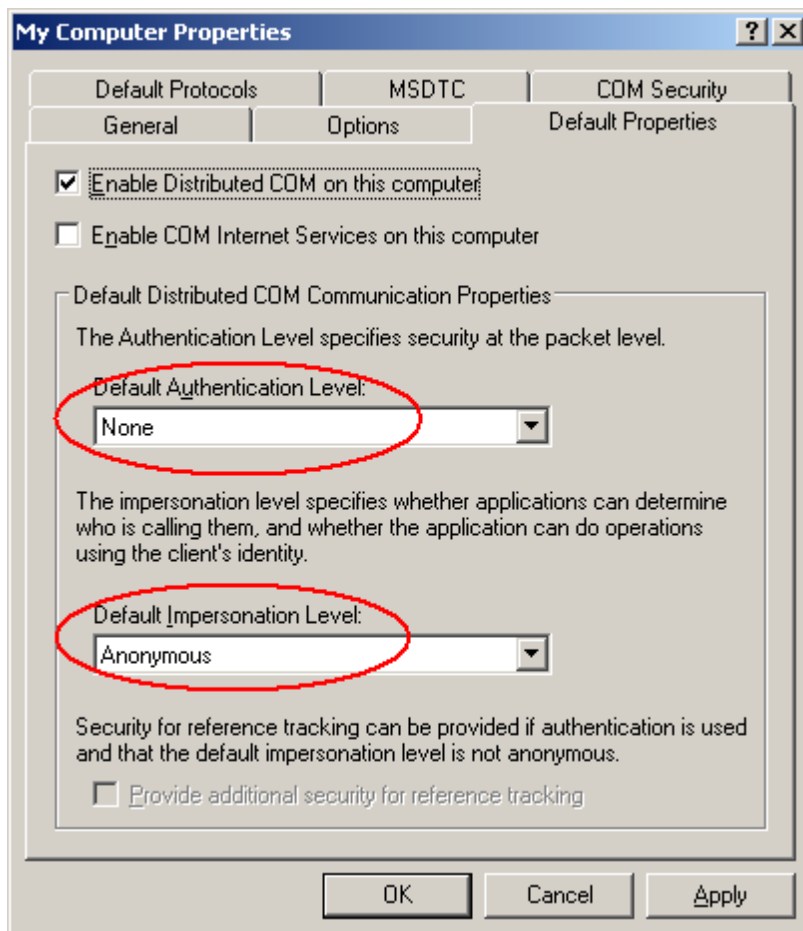 My Computer Properties
Default Protocols
MSDTC
COM Security
General
Options
Default Properties
Enable Distributed COM on this computer
Enable COM Internet Services on this computer
Default Distributed COM Communication Properties
The Authentication Level specifies security at the packet level.
Default Authentication Level:
None
The impersonation level specifies whether applications can determine
who is calling them, and whether the application can do operations
using the client's identity.
Default Impersonation Level:
Anonymous
Security for reference tracking can be provided if authentication is used
and that the default impersonation level is not anonymous.
Provide additional security for reference tracking
OK
Cancel
Apply